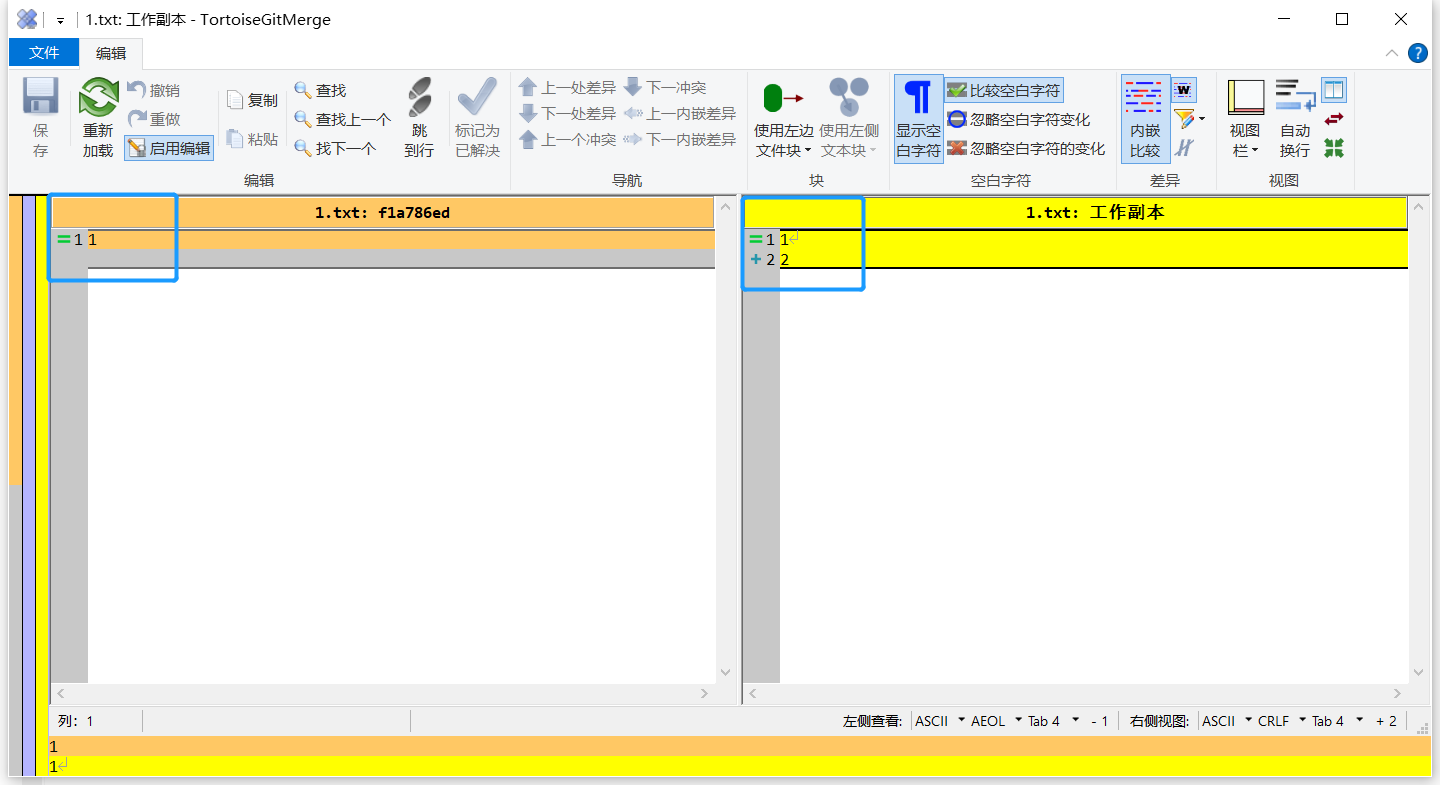 1.txt: 工作副本 - TortoiseGitMerge
文件 编辑 ?
保存
重新加载
撤销
重做
启用编辑
复制
粘贴
查找
查找上一个
找下一个
跳到行
标记为已解决
编辑
上一处差异
下一处差异
上一个冲突
下一冲突
上一内嵌差异
下一内嵌差异
导航
使用左边文件块
使用左侧文本块
块
显示空白字符
比较空白字符
忽略空白字符变化
忽略空白字符的变化
空白字符
内嵌比较
W
差异
视图栏
自动换行
视图
1.txt: f1a786ed
= 1 1
1.txt: 工作副本
= 1 1↵
+ 2 2
列: 1
左侧查看: ASCII AEOL Tab 4 - 1
右侧视图: ASCII CRLF Tab 4 + 2
1
1↵